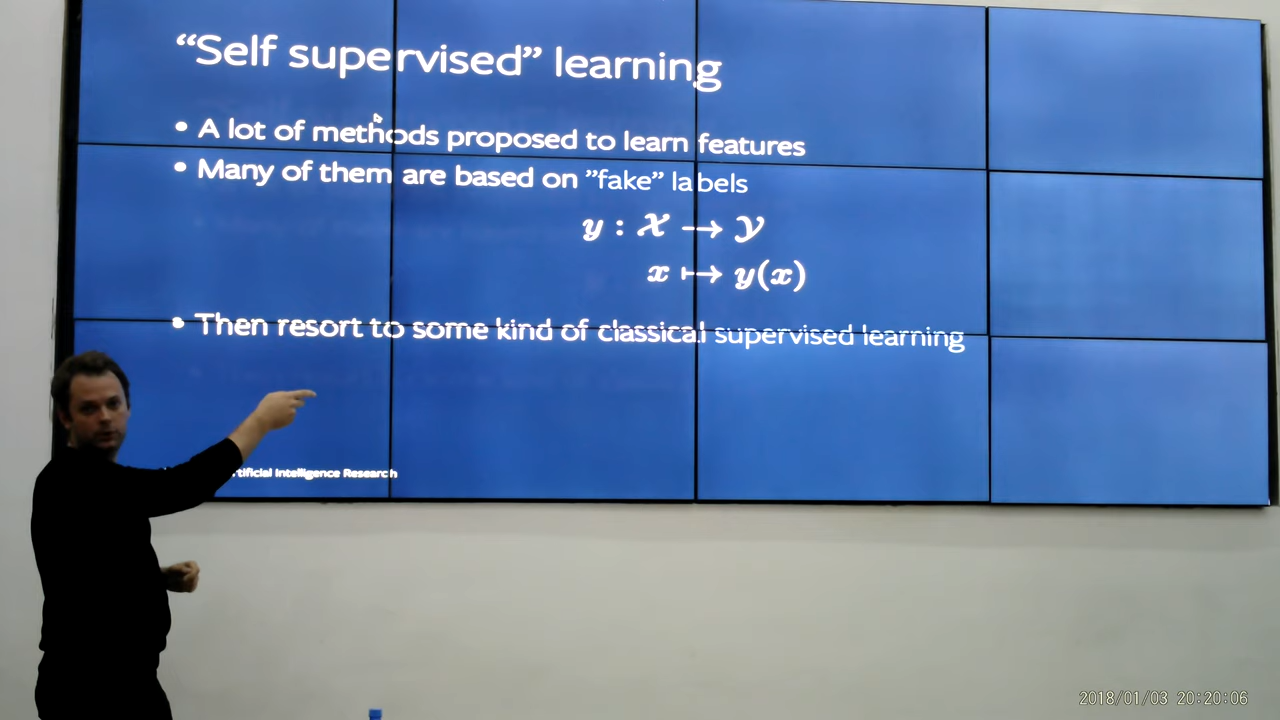 “Self supervised” learning
• A lot of methods proposed to learn features
• Many of them are based on ”fake” labels
y : 𝒳 → 𝒴
x ↦ y(x)
• Then resort to some kind of classical supervised learning
Intelligence Research
2018/01/03 20:20:06